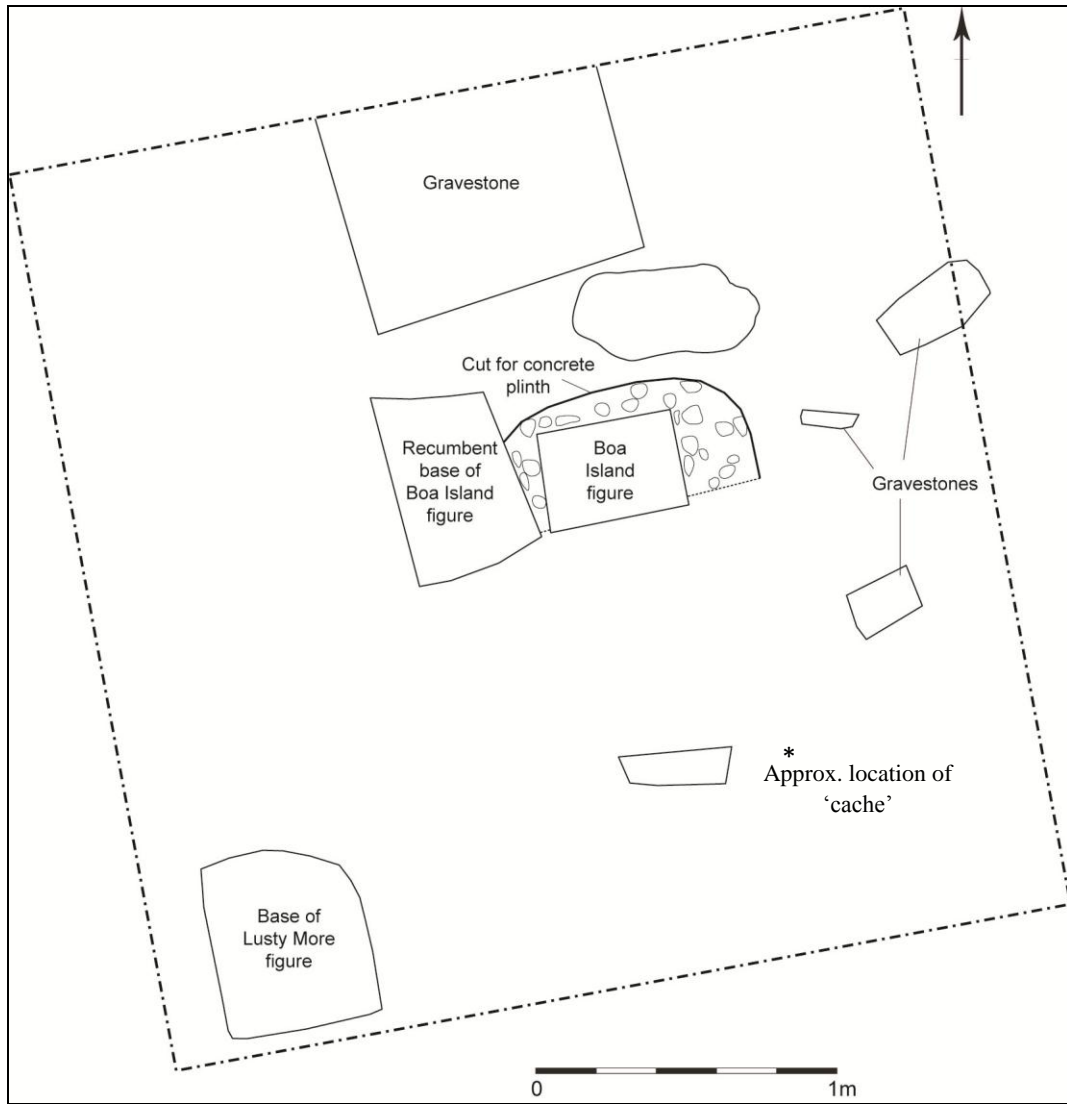 Gravestone
Cut for concrete
plinth
Recumbent
base of
Boa Island
figure
Boa
Island
figure
Gravestones
*
Approx. location of
‘cache’
Base of
Lusty More
figure
0
1m